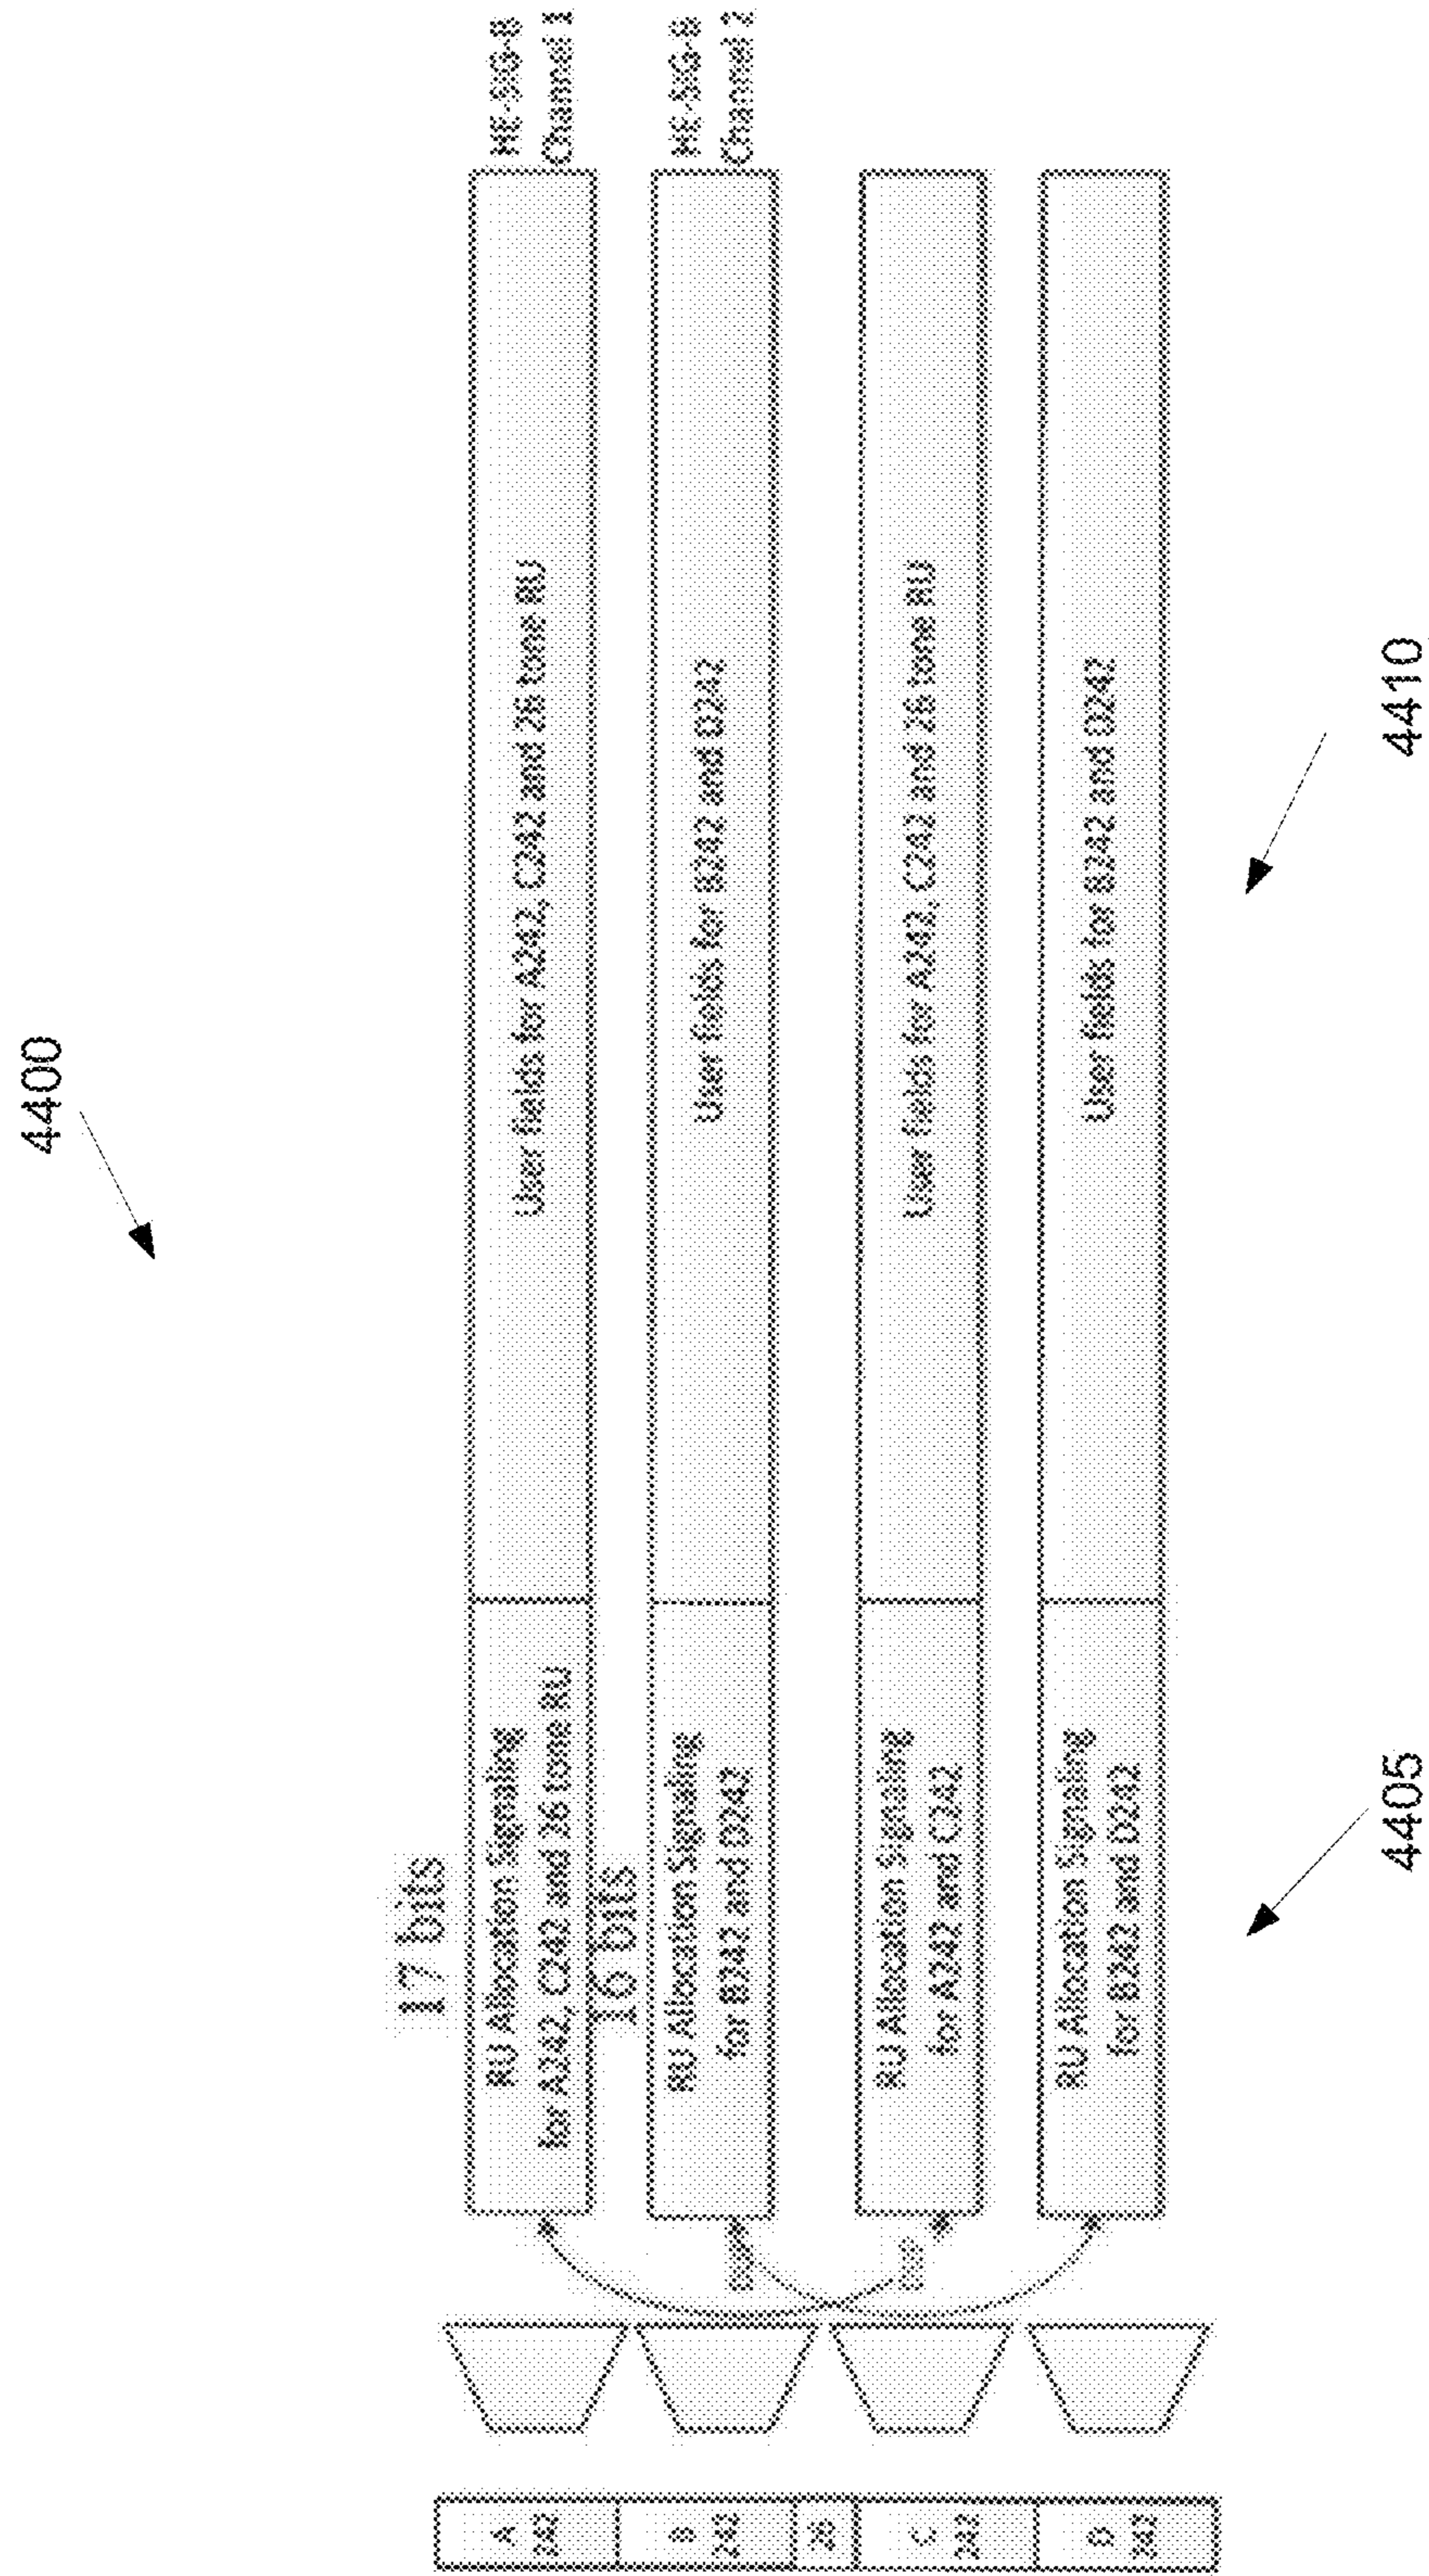 4400
17 bits
A
242
RU Allocation Signaling
for A242, C242 and 26 tone RU
User fields for A242, C242 and 26 tone RU
HE-SIG-B
Channel 1
16 bits
B
242
RU Allocation Signaling
for B242 and D242
User fields for B242 and D242
HE-SIG-B
Channel 2
26
C
242
RU Allocation Signaling
for A242 and C242
User fields for A242, C242 and 26 tone RU
D
242
RU Allocation Signaling
for B242 and D242
User fields for B242 and D242
4405
4410